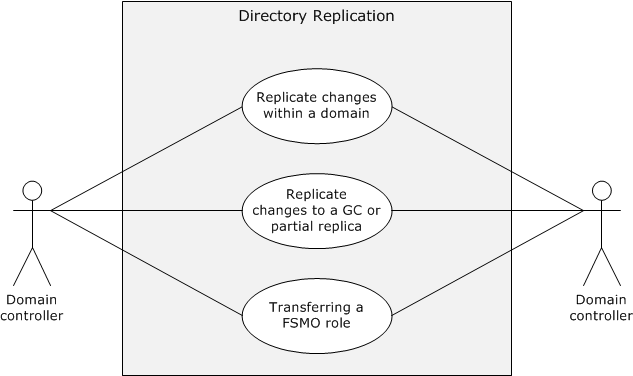 Directory Replication
Replicate changes
within a domain
Replicate
changes to a GC or
partial replica
Transferring a
FSMO role
Domain
controller
Domain
controller